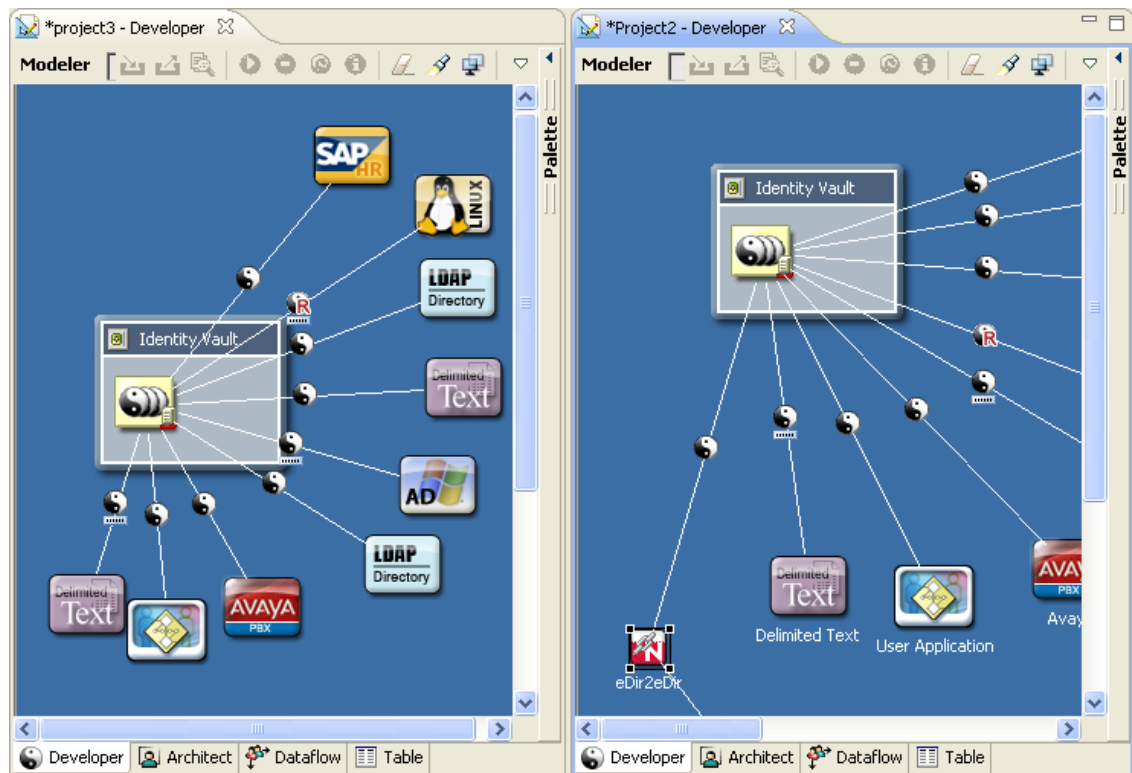 *project3 - Developer
*Project2 - Developer
Modeler
Modeler
Palette
Palette
SAP HR
LINUX
LDAP
Directory
Identity Vault
R
Delimited
Text
AD
LDAP
Directory
Delimited
Text
AVAYA
PBX
Identity Vault
R
Delimited
Text
Delimited Text
User Application
AVAY
PBX
Avay
N
eDir2eDir
Developer Architect Dataflow Table
Developer Architect Dataflow Table